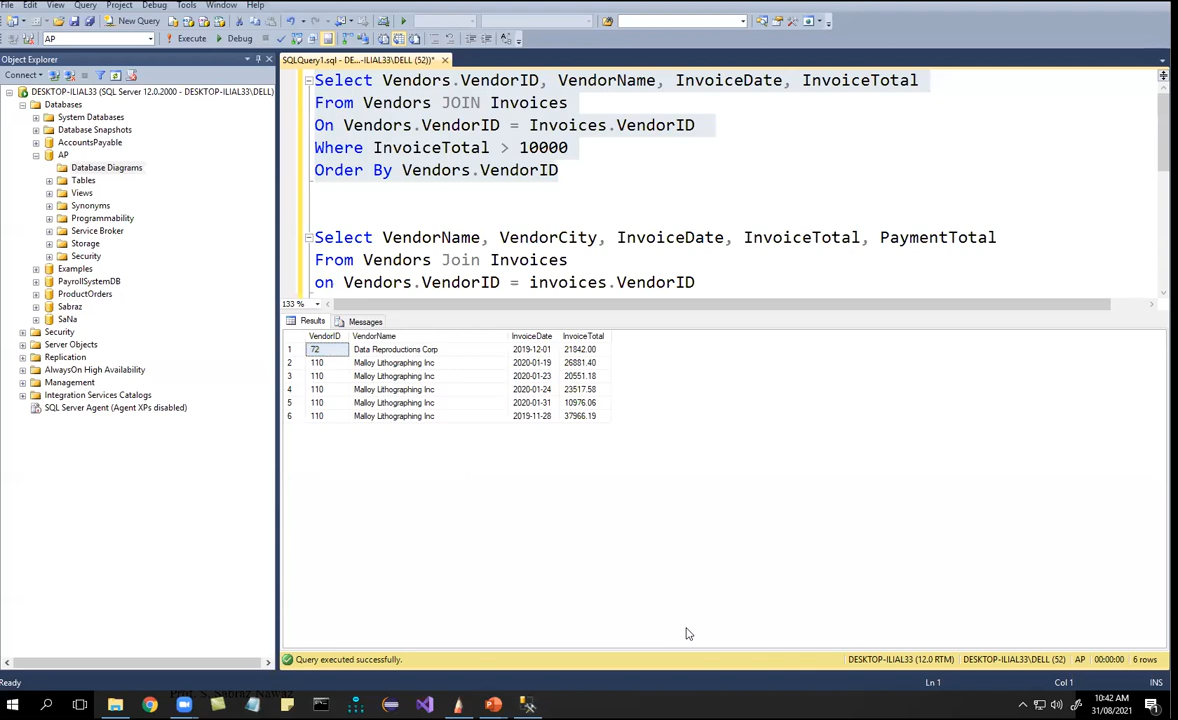 File Edit View Query Project Debug Tools Window Help
New Query
AP Execute Debug
Object Explorer
Connect
DESKTOP-ILIAL33 (SQL Server 12.0.2000 - DESKTOP-ILIAL33\DELL (52))
Databases
System Databases
Database Snapshots
AccountsPayable
AP
Database Diagrams
Tables
Views
Synonyms
Programmability
Service Broker
Storage
Security
Examples
PayrollSystemDB
ProductOrders
Sabraz
SaNa
Security
Server Objects
Replication
AlwaysOn High Availability
Management
Integration Services Catalogs
SQL Server Agent (Agent XPs disabled)
SQLQuery1.sql - DE...-ILIAL33\DELL (52))*
Select Vendors.VendorID, VendorName, InvoiceDate, InvoiceTotal
From Vendors JOIN Invoices
On Vendors.VendorID = Invoices.VendorID
Where InvoiceTotal > 10000
Order By Vendors.VendorID
Select VendorName, VendorCity, InvoiceDate, InvoiceTotal, PaymentTotal
From Vendors Join Invoices
on Vendors.VendorID = invoices.VendorID
133 %
Results Messages
VendorID VendorName InvoiceDate InvoiceTotal
1 72 Data Reproductions Corp 2019-12-01 21842.00
2 110 Malloy Lithographing Inc 2020-01-19 26881.40
3 110 Malloy Lithographing Inc 2020-01-23 20551.18
4 110 Malloy Lithographing Inc 2020-01-24 23517.58
5 110 Malloy Lithographing Inc 2020-01-31 10976.06
6 110 Malloy Lithographing Inc 2019-11-28 37966.19
Query executed successfully. DESKTOP-ILIAL33 (12.0 RTM) DESKTOP-ILIAL33\DELL (52) AP 00:00:00 6 rows
Ready Ln 1 Col 1 INS
Prof. S. Sabraz Nawaz
10:42 AM
31/08/2021